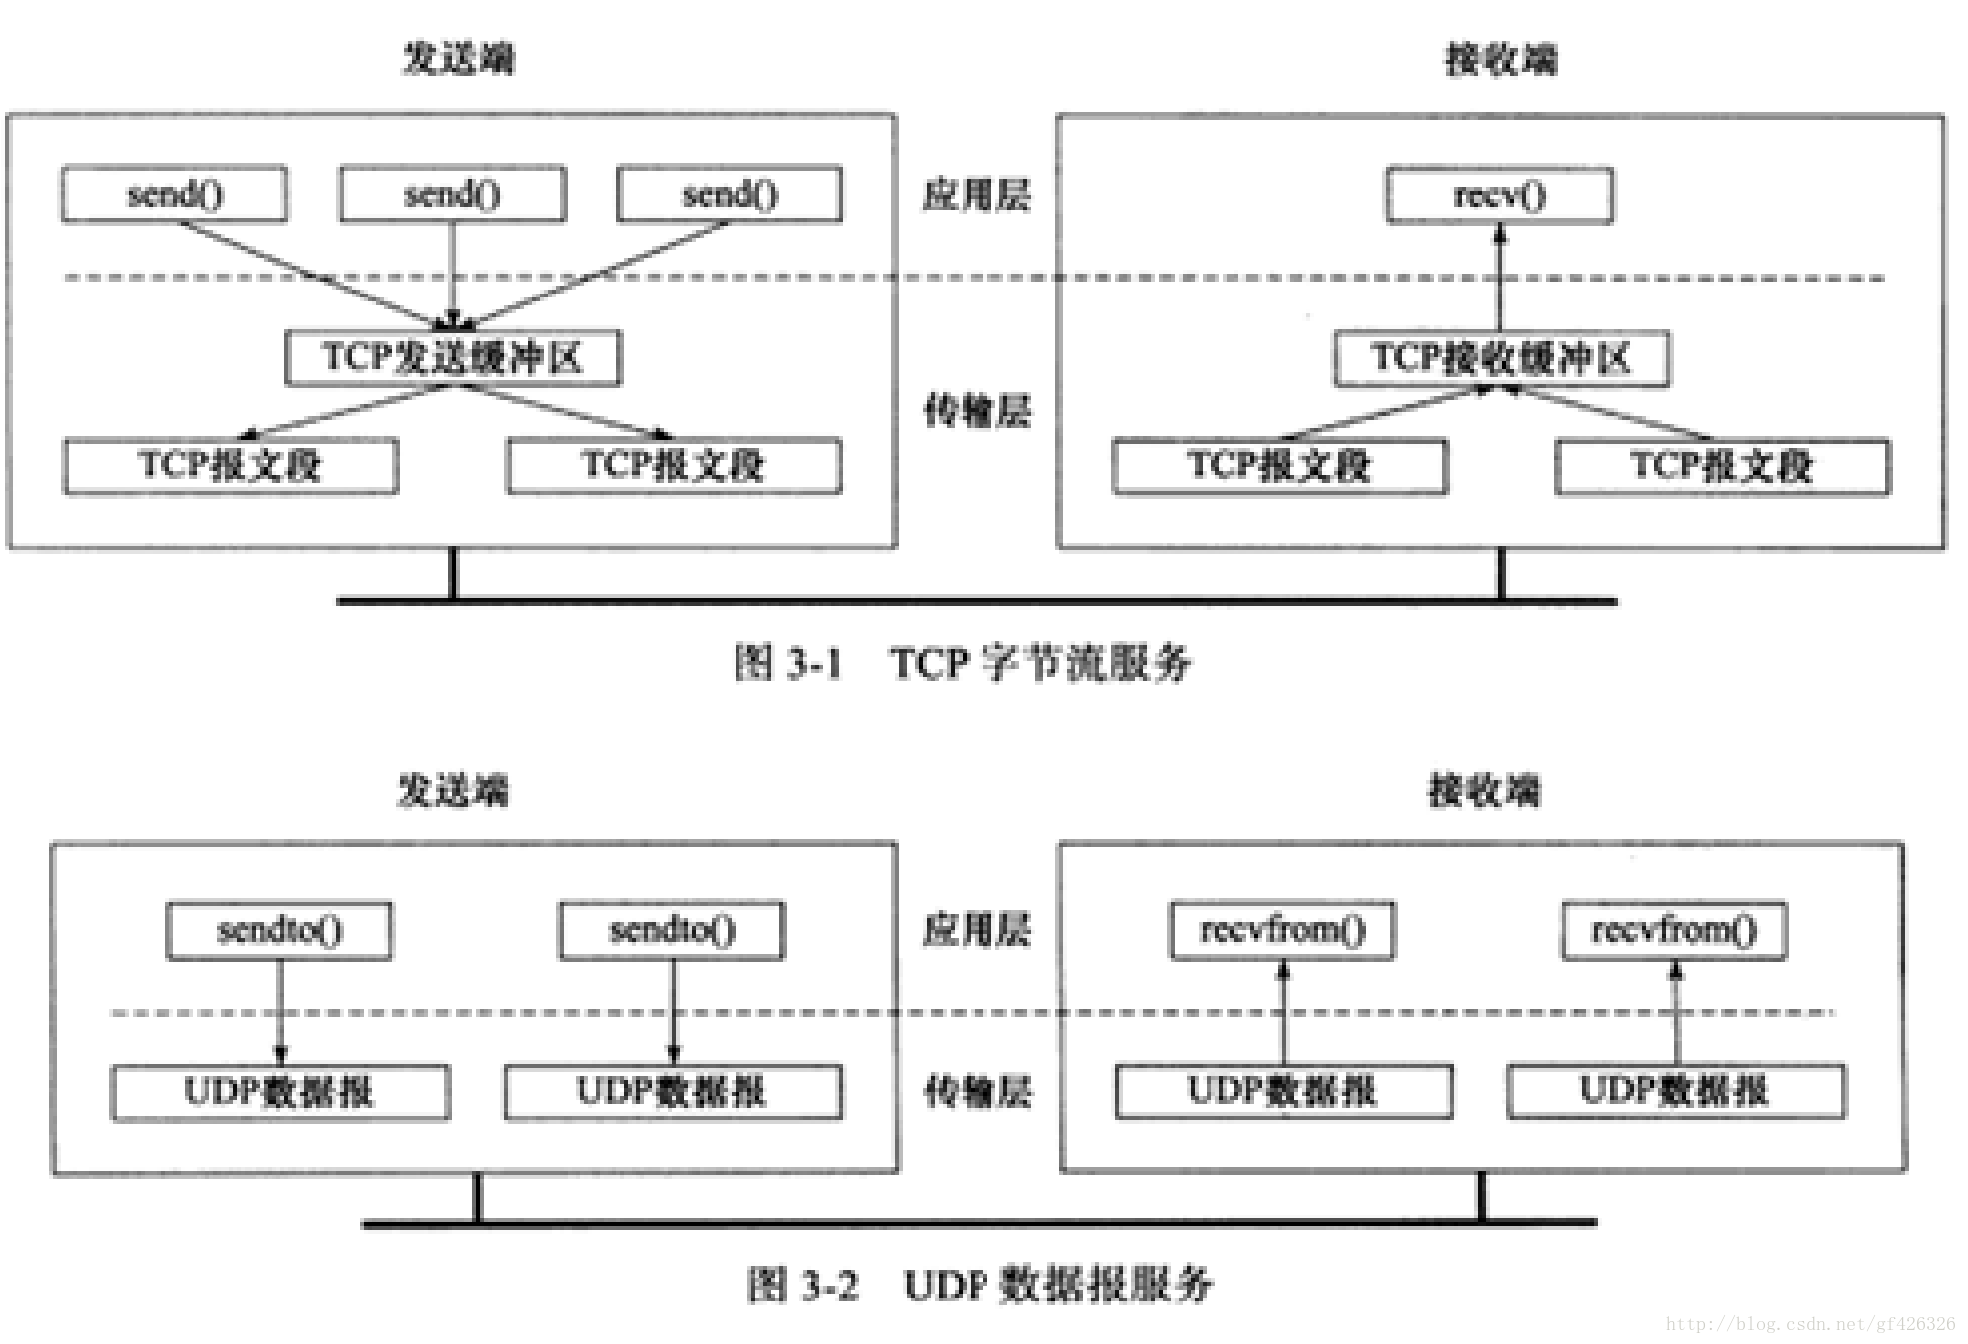 发送端 接收端
send() send() send() 应用层 recv()
TCP发送缓冲区 TCP接收缓冲区
传输层
TCP报文段 TCP报文段 TCP报文段 TCP报文段
图 3-1 TCP 字节流服务
发送端 接收端
sendto() sendto() 应用层 recvfrom() recvfrom()
UDP数据报 UDP数据报 传输层 UDP数据报 UDP数据报
图 3-2 UDP 数据报服务
http://blog.csdn.net/gf426326